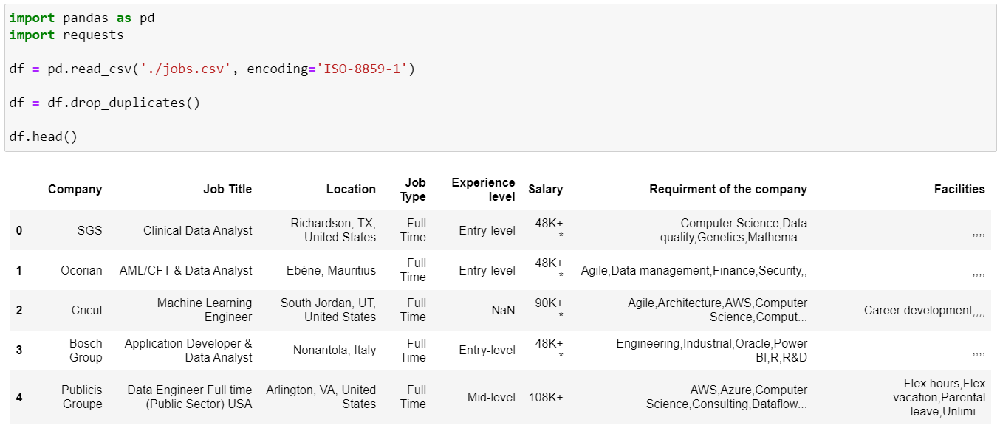 import pandas as pd
import requests
df = pd.read_csv('./jobs.csv', encoding='ISO-8859-1')
df = df.drop_duplicates()
df.head()
Company Job Title Location Job Type Experience level Salary Requirment of the company Facilities
0 SGS Clinical Data Analyst Richardson, TX, United States Full Time Entry-level 48K+ * Computer Science,Data quality,Genetics,Mathema... ,,,,
1 Ocorian AML/CFT & Data Analyst Ebène, Mauritius Full Time Entry-level 48K+ * Agile,Data management,Finance,Security,, ,,,,
2 Cricut Machine Learning Engineer South Jordan, UT, United States Full Time NaN 90K+ * Agile,Architecture,AWS,Computer Science,Comput... Career development,,,,
3 Bosch Group Application Developer & Data Analyst Nonantola, Italy Full Time Entry-level 48K+ * Engineering,Industrial,Oracle,Power BI,R,R&D ,,,,
4 Publicis Groupe Data Engineer Full time (Public Sector) USA Arlington, VA, United States Full Time Mid-level 108K+ AWS,Azure,Computer Science,Consulting,Dataflow... Flex hours,Flex vacation,Parental leave,Unlimi...